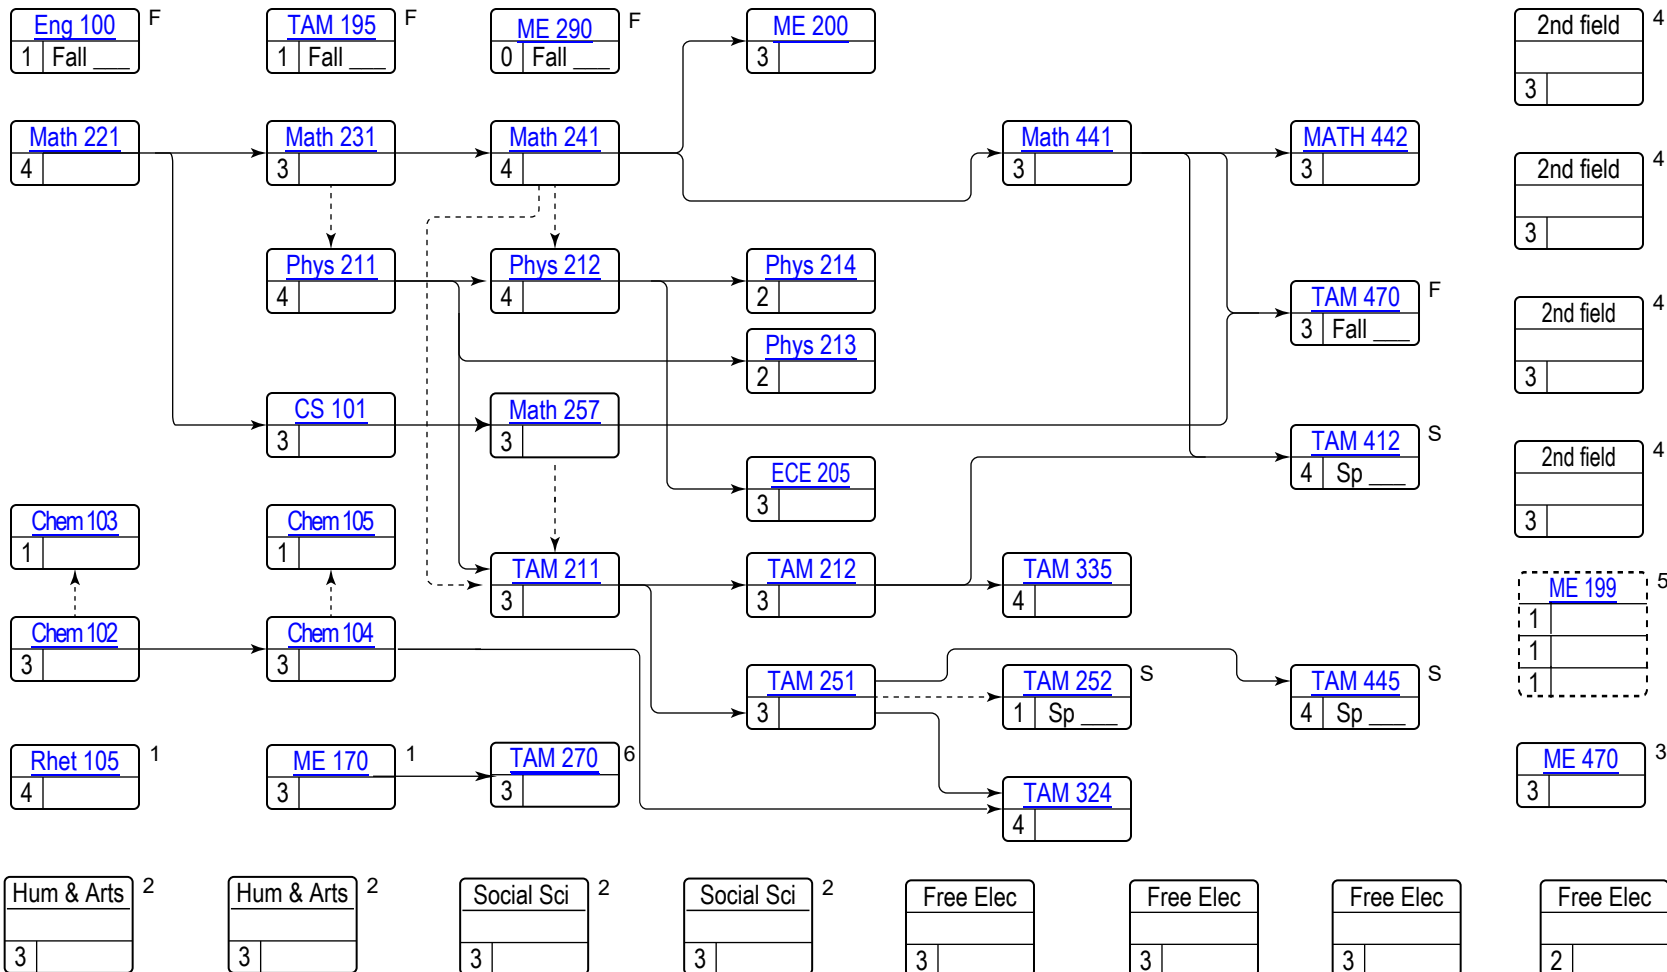 Eng 100 F
1 Fall ___
TAM 195 F
1 Fall ___
ME 290 F
0 Fall ___
ME 200
3
2nd field 4
3
Math 221
4
Math 231
3
Math 241
4
Math 441
3
MATH 442
3
2nd field 4
3
Phys 211
4
Phys 212
4
Phys 214
2
TAM 470 F
3 Fall ___
2nd field 4
3
Phys 213
2
CS 101
3
Math 257
3
TAM 412 S
4 Sp ___
2nd field 4
3
ECE 205
3
Chem 103
1
Chem 105
1
TAM 211
3
TAM 212
3
TAM 335
4
ME 199 5
1
1
1
Chem 102
3
Chem 104
3
TAM 251
3
TAM 252 S
1 Sp ___
TAM 445 S
4 Sp ___
Rhet 105 1
4
ME 170 1
3
TAM 270 6
3
ME 470 3
3
TAM 324
4
Hum & Arts 2
3
Hum & Arts 2
3
Social Sci 2
3
Social Sci 2
3
Free Elec
3
Free Elec
3
Free Elec
3
Free Elec
2